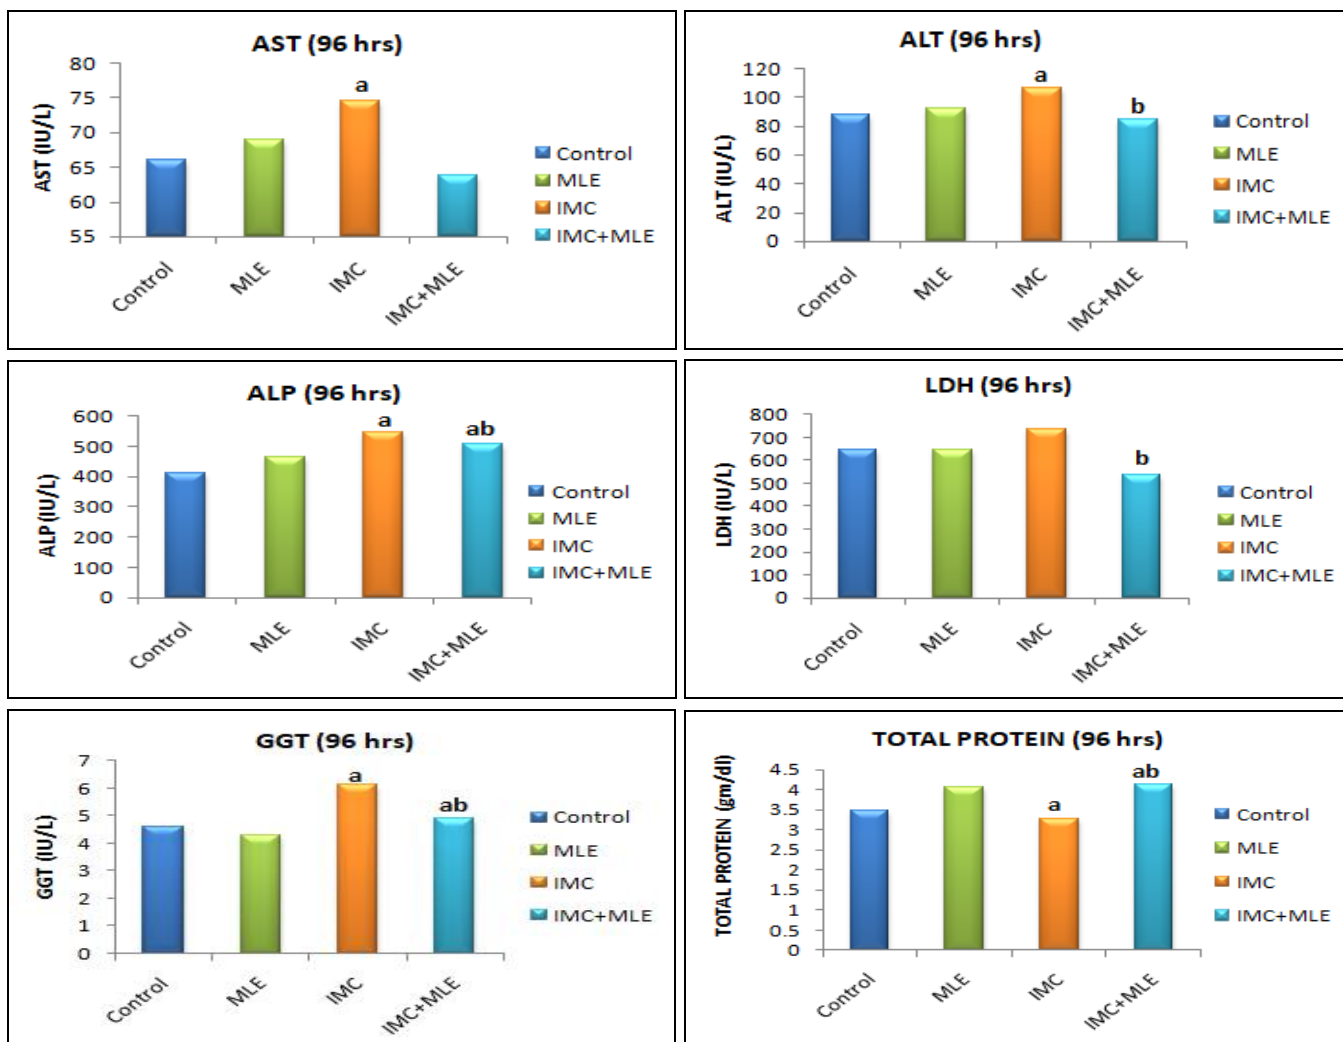 AST (96 hrs)
AST (IU/L)
80
75
70
65
60
55
a
Control
MLE
IMC
IMC+MLE
Control
MLE
IMC
IMC+MLE
ALT (96 hrs)
ALT (IU/L)
120
100
80
60
40
20
0
a
b
Control
MLE
IMC
IMC+MLE
Control
MLE
IMC
IMC+MLE
ALP (96 hrs)
ALP (IU/L)
600
500
400
300
200
100
0
a
ab
Control
MLE
IMC
IMC+MLE
Control
MLE
IMC
IMC+MLE
LDH (96 hrs)
LDH (IU/L)
800
700
600
500
400
300
200
100
0
b
Control
MLE
IMC
IMC+MLE
Control
MLE
IMC
IMC+MLE
GGT (96 hrs)
GGT (IU/L)
7
6
5
4
3
2
1
0
a
ab
Control
MLE
IMC
IMC+MLE
Control
MLE
IMC
IMC+MLE
TOTAL PROTEIN (96 hrs)
TOTAL PROTEIN (gm/dl)
4.5
4
3.5
3
2.5
2
1.5
1
0.5
0
a
ab
Control
MLE
IMC
IMC+MLE
Control
MLE
IMC
IMC+MLE